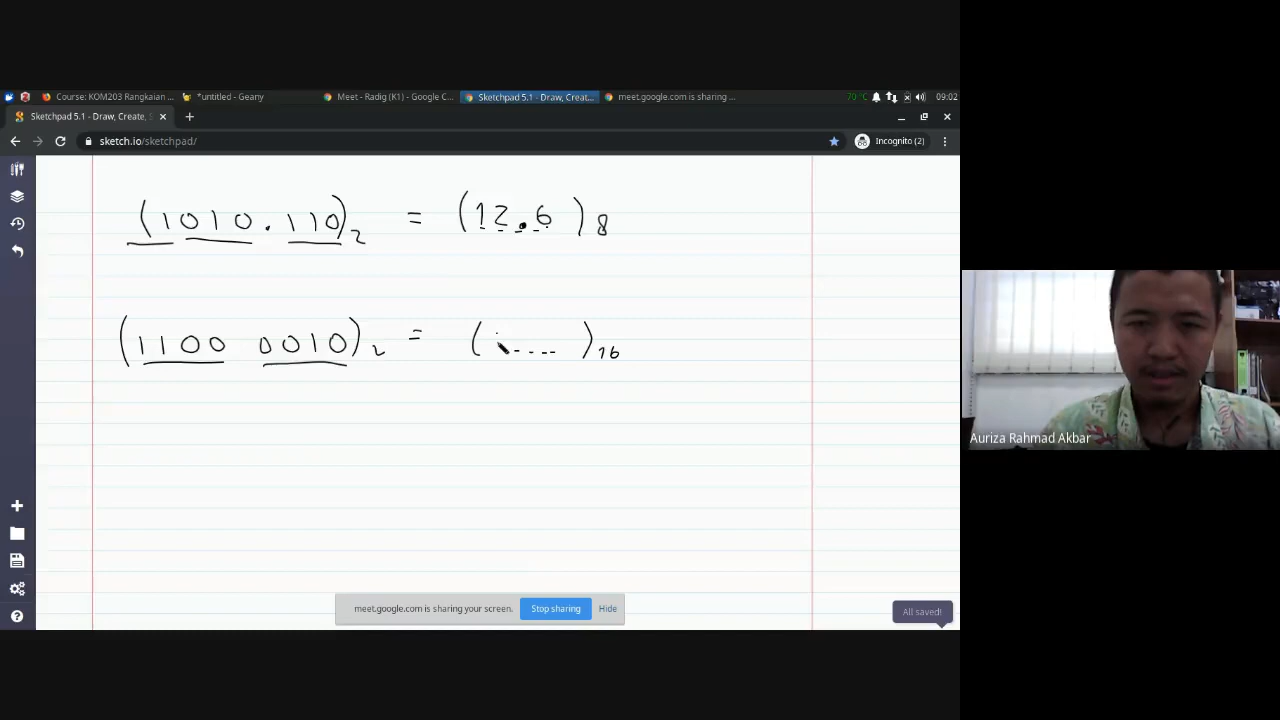 Course: KOM203 Rangkaian ...
*untitled - Geany
Meet - Radig (K1) - Google C...
Sketchpad 5.1 - Draw, Creat...
meet.google.com is sharing ...
70°C
09:02
Sketchpad 5.1 - Draw, Create, S
sketch.io/sketchpad/
Incognito (2)
(1010.110)2 = (12.6)8
(1100 0010)2 = (.....)16
Auriza Rahmad Akbar
meet.google.com is sharing your screen.
Stop sharing
Hide
All saved!